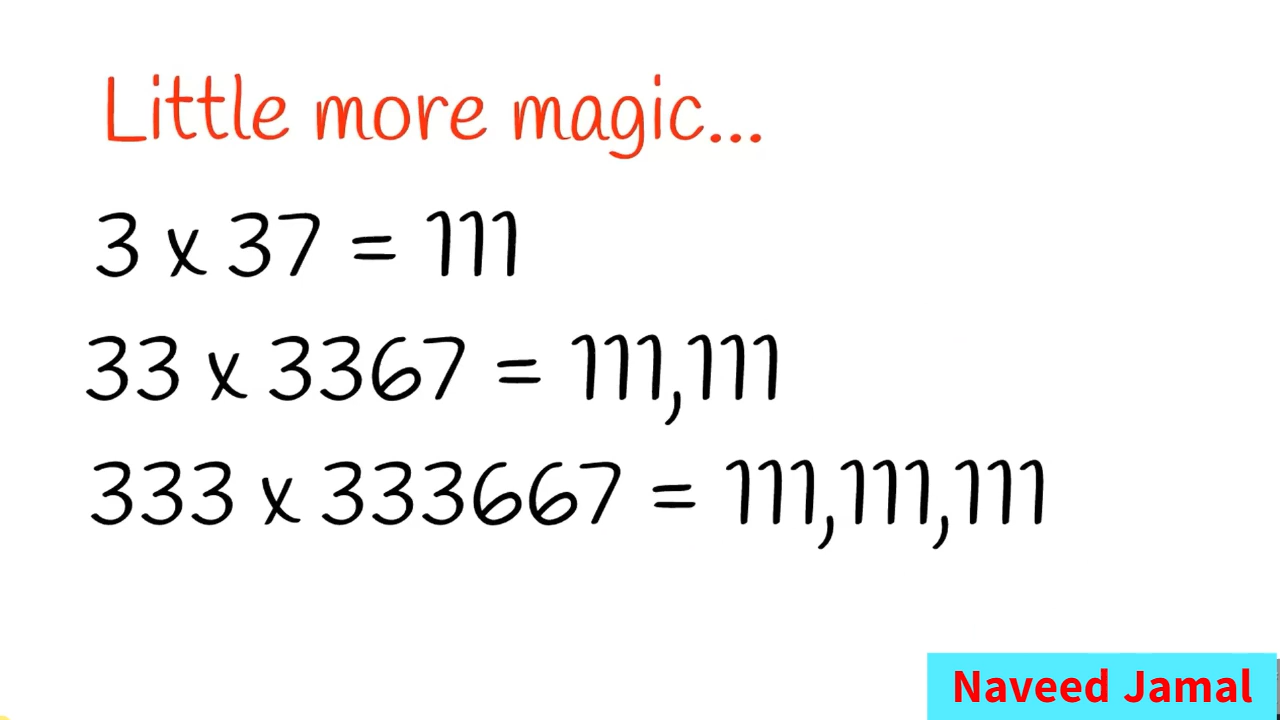 Little more magic...
3 x 37 = 111
33 x 3367 = 111,111
333 x 333667 = 111,111,111
Naveed Jamal